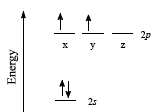 x y z 2p
Energy
2s